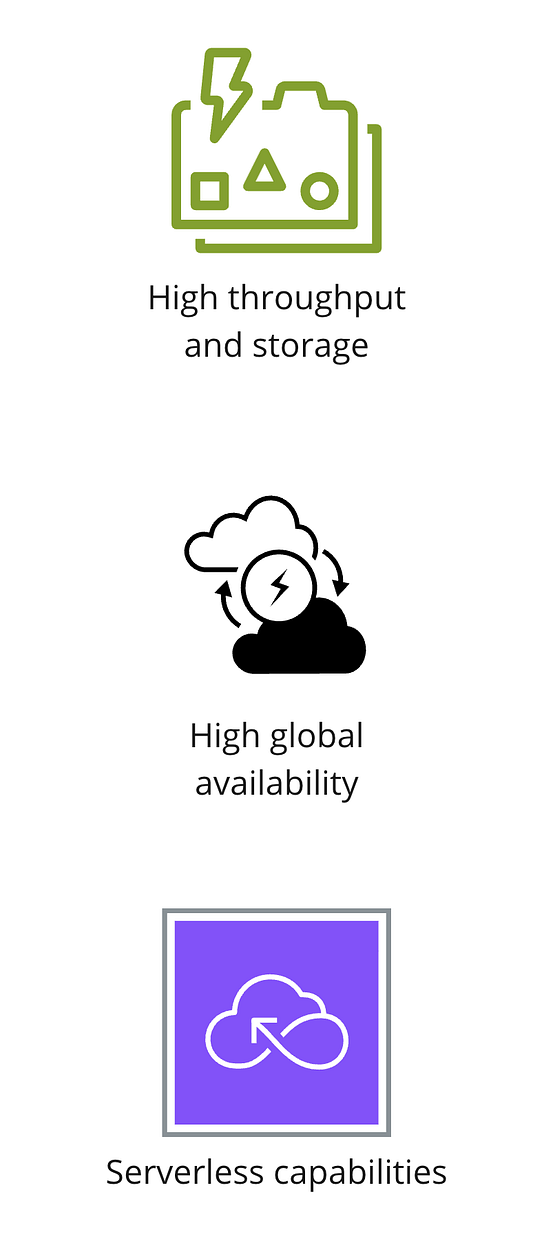 High throughput
and storage
High global
availability
Serverless capabilities